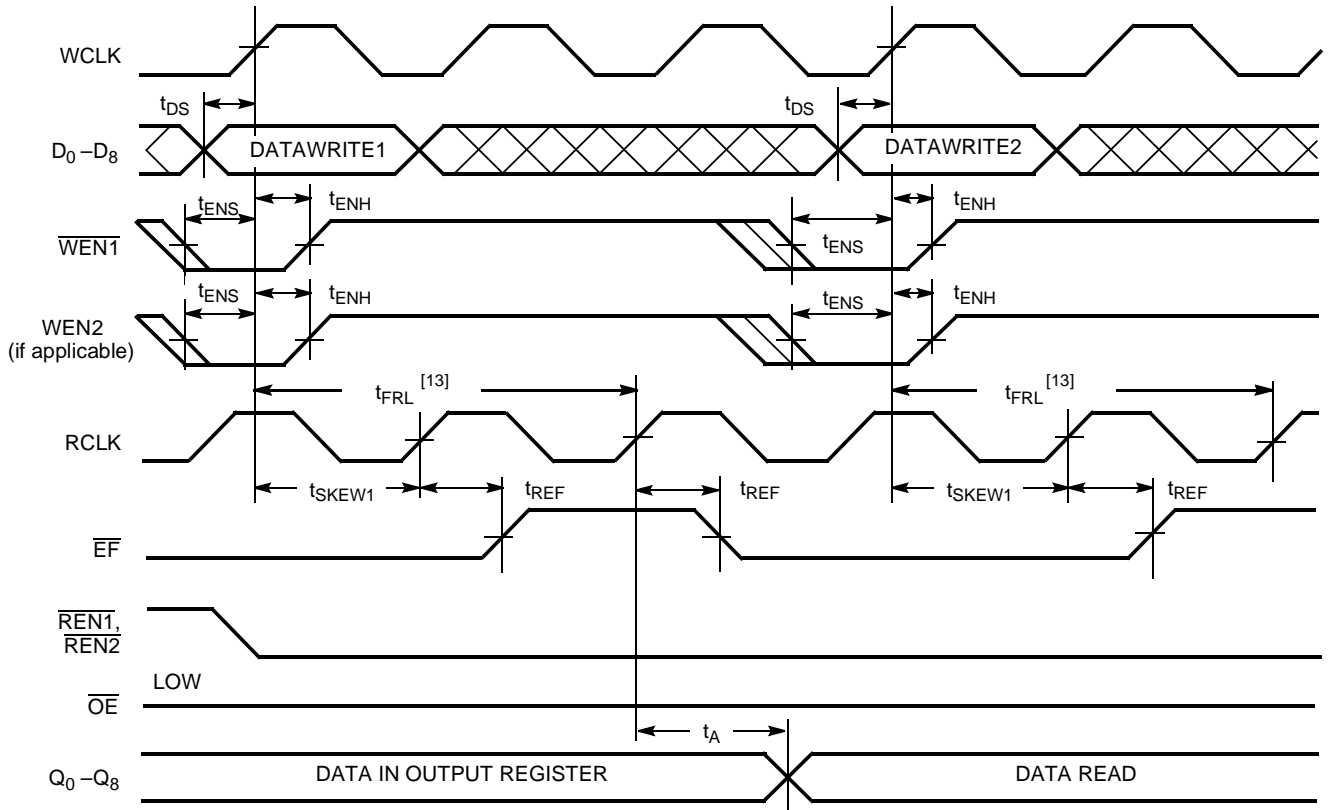 WCLK
tDS
tDS
D0 –D8
DATAWRITE1
DATAWRITE2
tENS
tENH
tENS
tENH
WEN1
tENS
tENH
tENS
tENH
WEN2
(if applicable)
tFRL [13]
tFRL [13]
RCLK
tSKEW1
tREF
tREF
tSKEW1
tREF
EF
REN1,
REN2
LOW
OE
tA
Q0 –Q8
DATA IN OUTPUT REGISTER
DATA READ